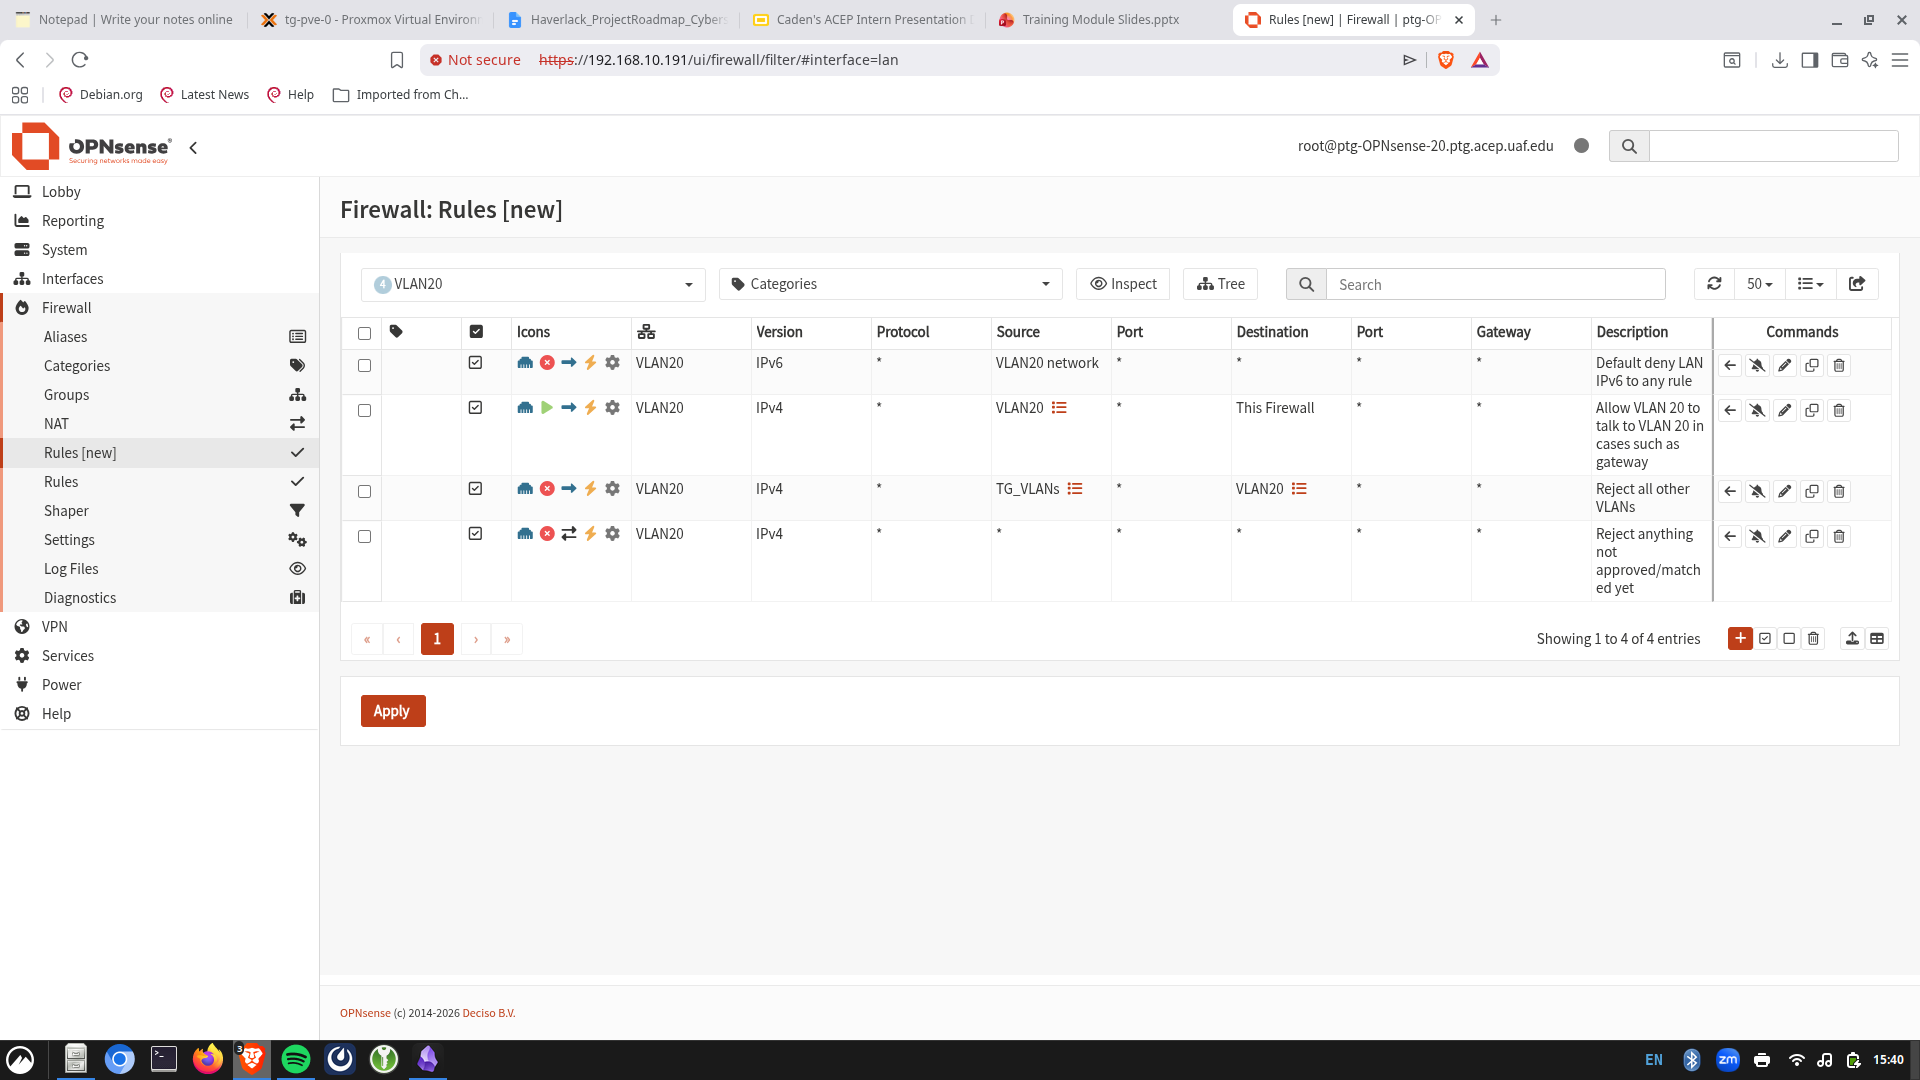 Notepad | Write your notes online
tg-pve-0 - Proxmox Virtual Environ
Haverlack_ProjectRoadmap_Cybers
Caden's ACEP Intern Presentation
Training Module Slides.pptx
Rules [new] | Firewall | ptg-OP
Not secure
https://192.168.10.191/ui/firewall/filter/#interface=lan
Debian.org
Latest News
Help
Imported from Ch...
OPNsense
Securing networks made easy
root@ptg-OPNsense-20.ptg.acep.uaf.edu
Lobby
Reporting
System
Interfaces
Firewall
Aliases
Categories
Groups
NAT
Rules [new]
Rules
Shaper
Settings
Log Files
Diagnostics
VPN
Services
Power
Help
Firewall: Rules [new]
4 VLAN20
Categories
Inspect
Tree
Search
50
Icons Version Protocol Source Port Destination Port Gateway Description Commands
VLAN20 IPv6 * VLAN20 network * * * * Default deny LAN
IPv6 to any rule
VLAN20 IPv4 * VLAN20 * This Firewall * * Allow VLAN 20 to
talk to VLAN 20 in
cases such as
gateway
VLAN20 IPv4 * TG_VLANs * VLAN20 * * Reject all other
VLANs
VLAN20 IPv4 * * * * * * Reject anything
not
approved/match
ed yet
« ‹ 1 › »
Showing 1 to 4 of 4 entries
Apply
OPNsense (c) 2014-2026 Deciso B.V.
3
EN
zm
15:40